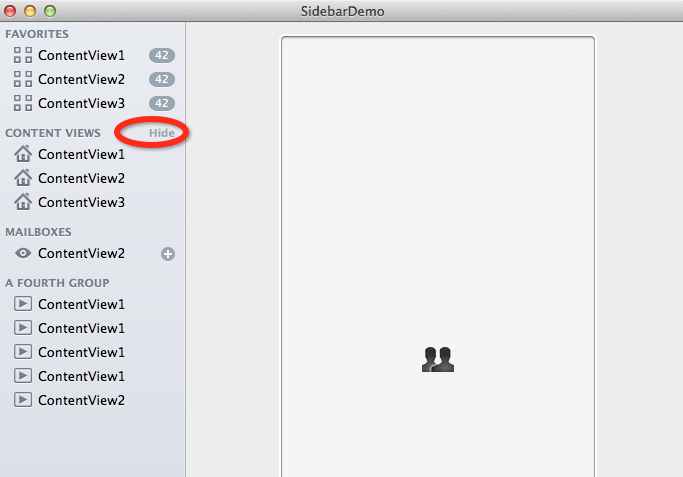 SidebarDemo
FAVORITES
ContentView1 42
ContentView2 42
ContentView3 42
CONTENT VIEWS Hide
ContentView1
ContentView2
ContentView3
MAILBOXES
ContentView2
A FOURTH GROUP
ContentView1
ContentView1
ContentView1
ContentView1
ContentView2